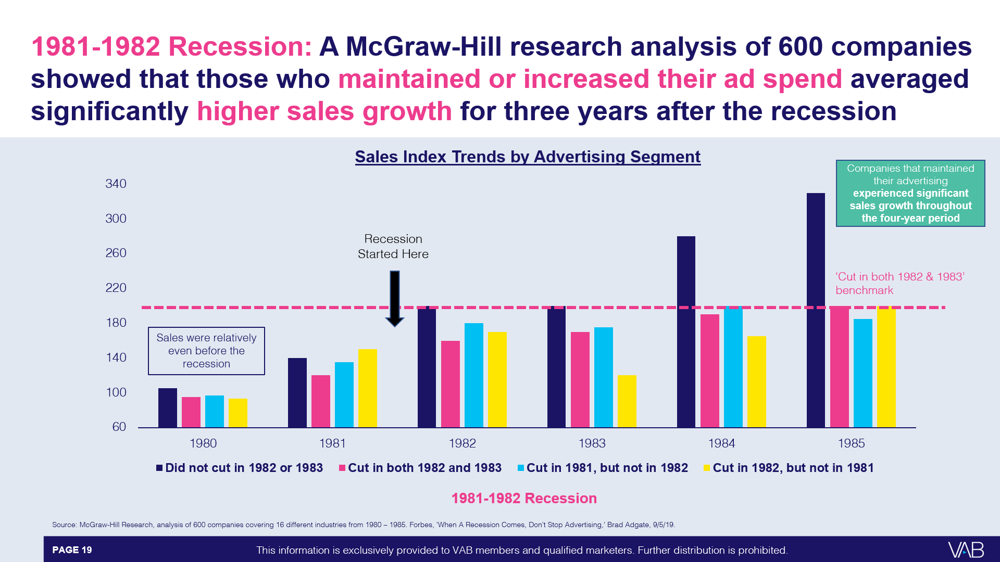 1981-1982 Recession: A McGraw-Hill research analysis of 600 companies
showed that those who maintained or increased their ad spend averaged
significantly higher sales growth for three years after the recession
Sales Index Trends by Advertising Segment
Companies that maintained
their advertising
experienced significant
sales growth throughout
the four-year period
340
300
260
220
180
140
100
60
Recession
Started Here
‘Cut in both 1982 & 1983’
benchmark
Sales were relatively
even before the
recession
1980 1981 1982 1983 1984 1985
Did not cut in 1982 or 1983 Cut in both 1982 and 1983 Cut in 1981, but not in 1982 Cut in 1982, but not in 1981
1981-1982 Recession
Source: McGraw-Hill Research, analysis of 600 companies covering 16 different industries from 1980 – 1985. Forbes, ‘When A Recession Comes, Don’t Stop Advertising,’ Brad Adgate, 9/5/19.
PAGE 19
This information is exclusively provided to VAB members and qualified marketers. Further distribution is prohibited.
VAB